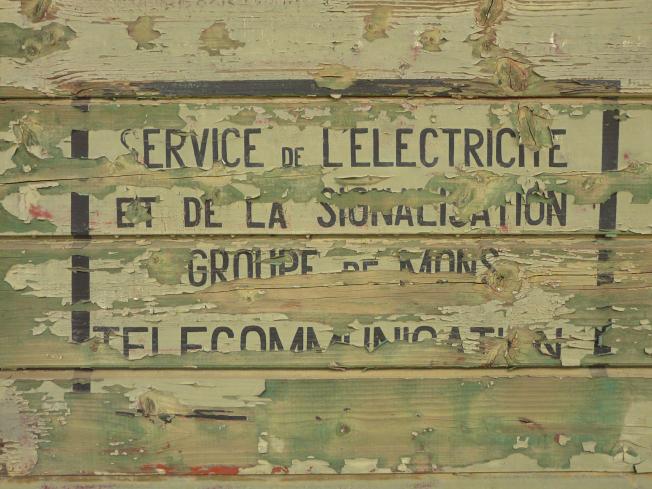 SERVICE DE L'ELECTRICITE
ET DE LA SIGNALISATION
GROUPE DE MONS
TELECOMMUNICATION